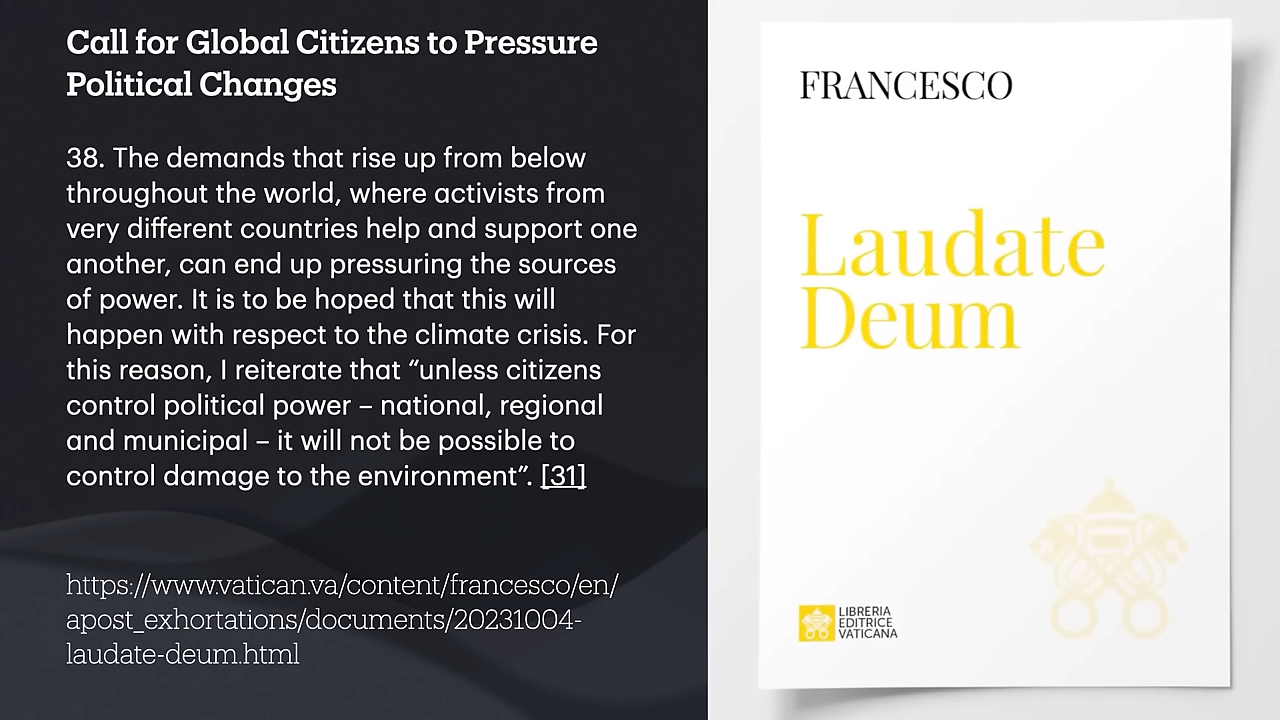 Call for Global Citizens to Pressure
Political Changes
38. The demands that rise up from below
throughout the world, where activists from
very different countries help and support one
another, can end up pressuring the sources
of power. It is to be hoped that this will
happen with respect to the climate crisis. For
this reason, I reiterate that “unless citizens
control political power – national, regional
and municipal – it will not be possible to
control damage to the environment”. [31]
https://www.vatican.va/content/francesco/en/
apost_exhortations/documents/20231004-
laudate-deum.html
FRANCESCO
Laudate
Deum
LIBRERIA
EDITRICE
VATICANA